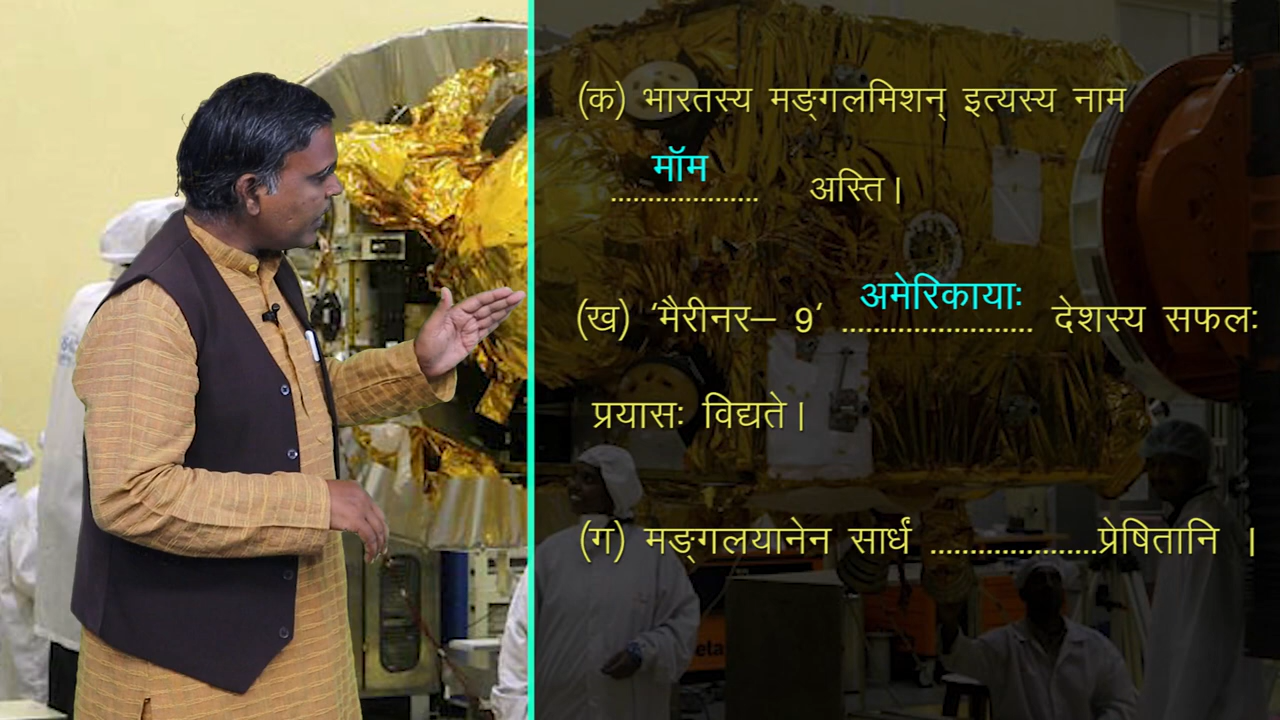 (क) भारतस्य मङ्गलमिशन् इत्यस्य नाम
मॉम
.................... अस्ति।
अमेरिकायाः
(ख) 'मैरीनर– 9' .......................... देशस्य सफलः
प्रयासः विद्यते।
(ग) मङ्गलयानेन सार्धं ......................प्रेषितानि ।